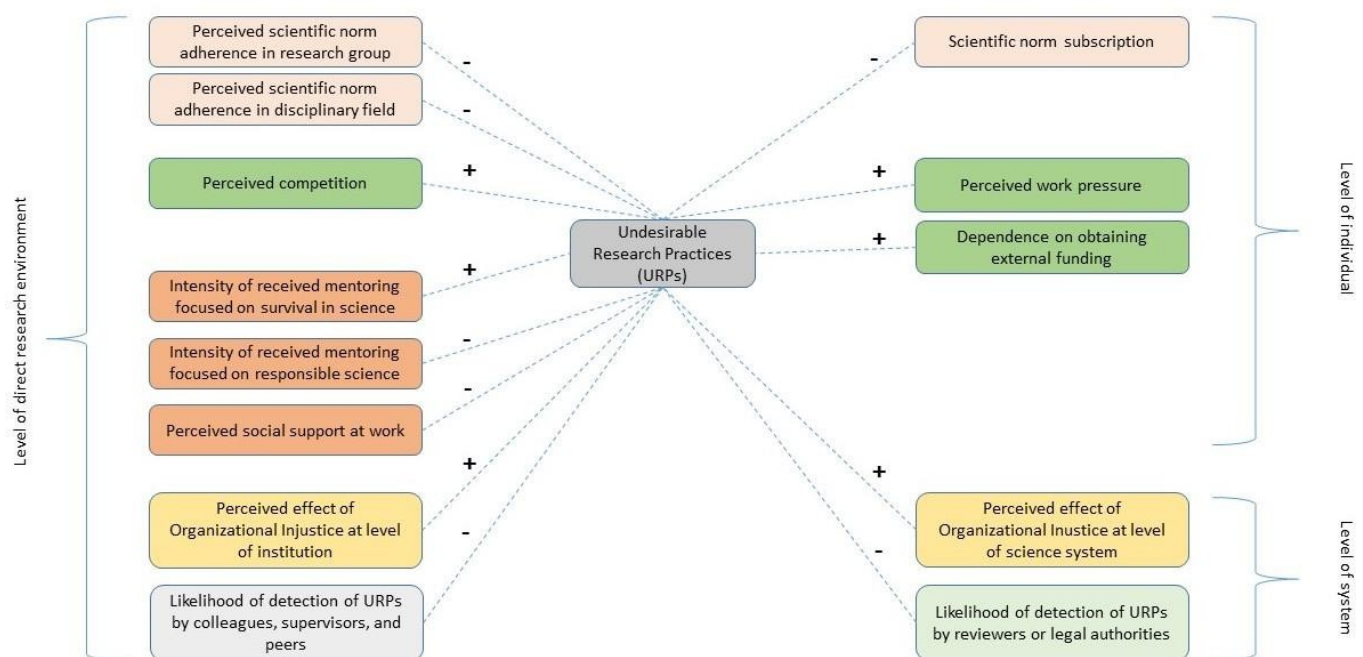 Level of direct research environment
Perceived scientific norm
adherence in research group
-
Perceived scientific norm
adherence in disciplinary field
-
Perceived competition
+
Intensity of received mentoring
focused on survival in science
+
Intensity of received mentoring
focused on responsible science
-
Perceived social support at work
-
Perceived effect of
Organizational Injustice at level
of institution
+
Likelihood of detection of URPs
by colleagues, supervisors, and
peers
-
Undesirable
Research Practices
(URPs)
-
Scientific norm subscription
+
Perceived work pressure
+
Dependence on obtaining
external funding
+
Perceived effect of
Organizational Inustice at level
of science system
-
Likelihood of detection of URPs
by reviewers or legal authorities
Level of individual
Level of system